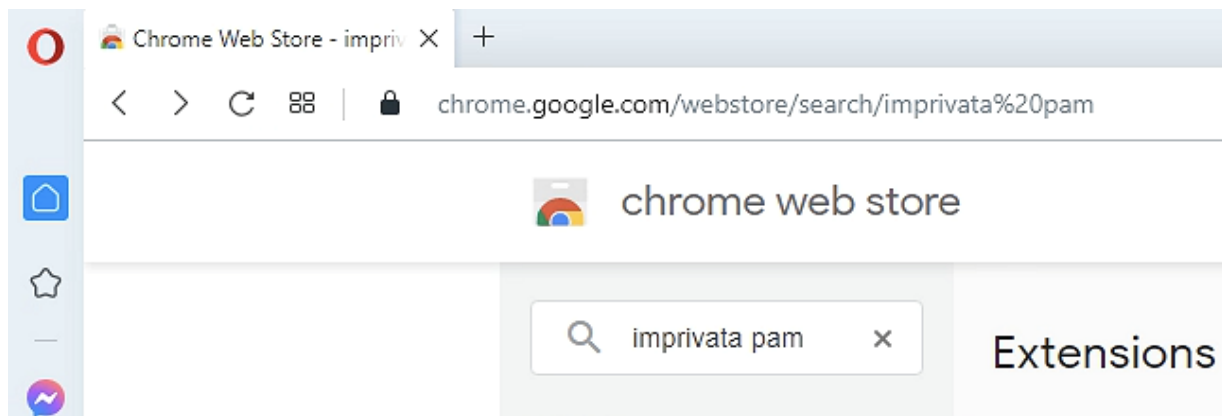 Chrome Web Store - impriv
chrome.google.com/webstore/search/imprivata%20pam
chrome web store
imprivata pam
Extensions